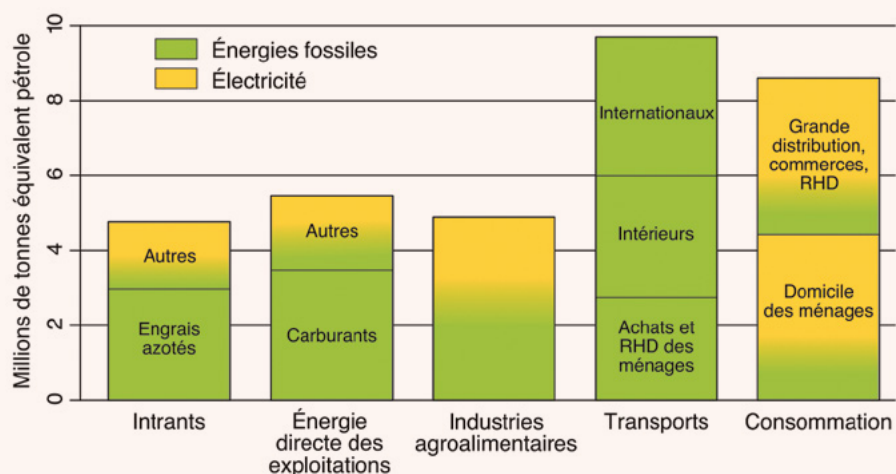 Millions de tonnes équivalent pétrole
10
8
6
4
2
0
Énergies fossiles
Électricité
Autres
Engrais
azotés
Autres
Carburants
Internationaux
Intérieurs
Achats et
RHD des
ménages
Grande
distribution,
commerces,
RHD
Domicile
des ménages
Intrants
Énergie
directe des
exploitations
Industries
agroalimentaires
Transports
Consommation